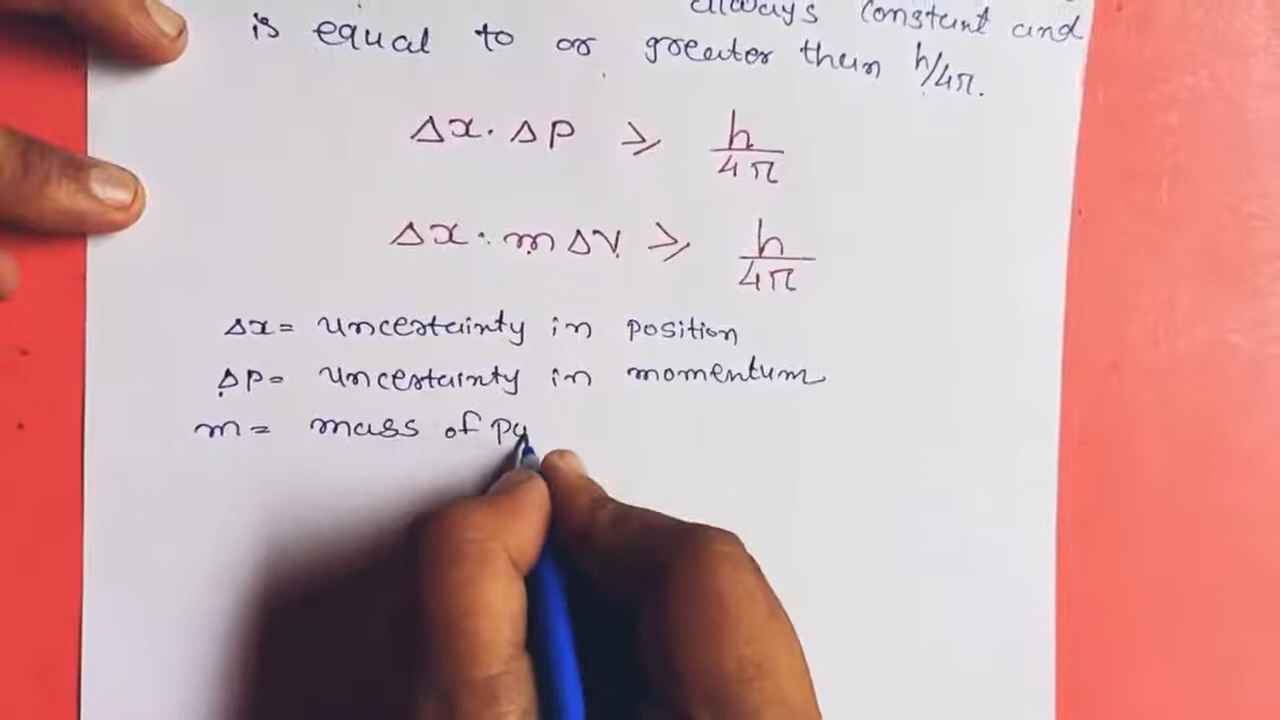 always constant and
is equal to or greater than h/4π.
Δx. ΔP ≥ h/4π
Δx. mΔV ≥ h/4π
Δx = uncertainty in position
ΔP = uncertainty in momentum
m = mass of pa